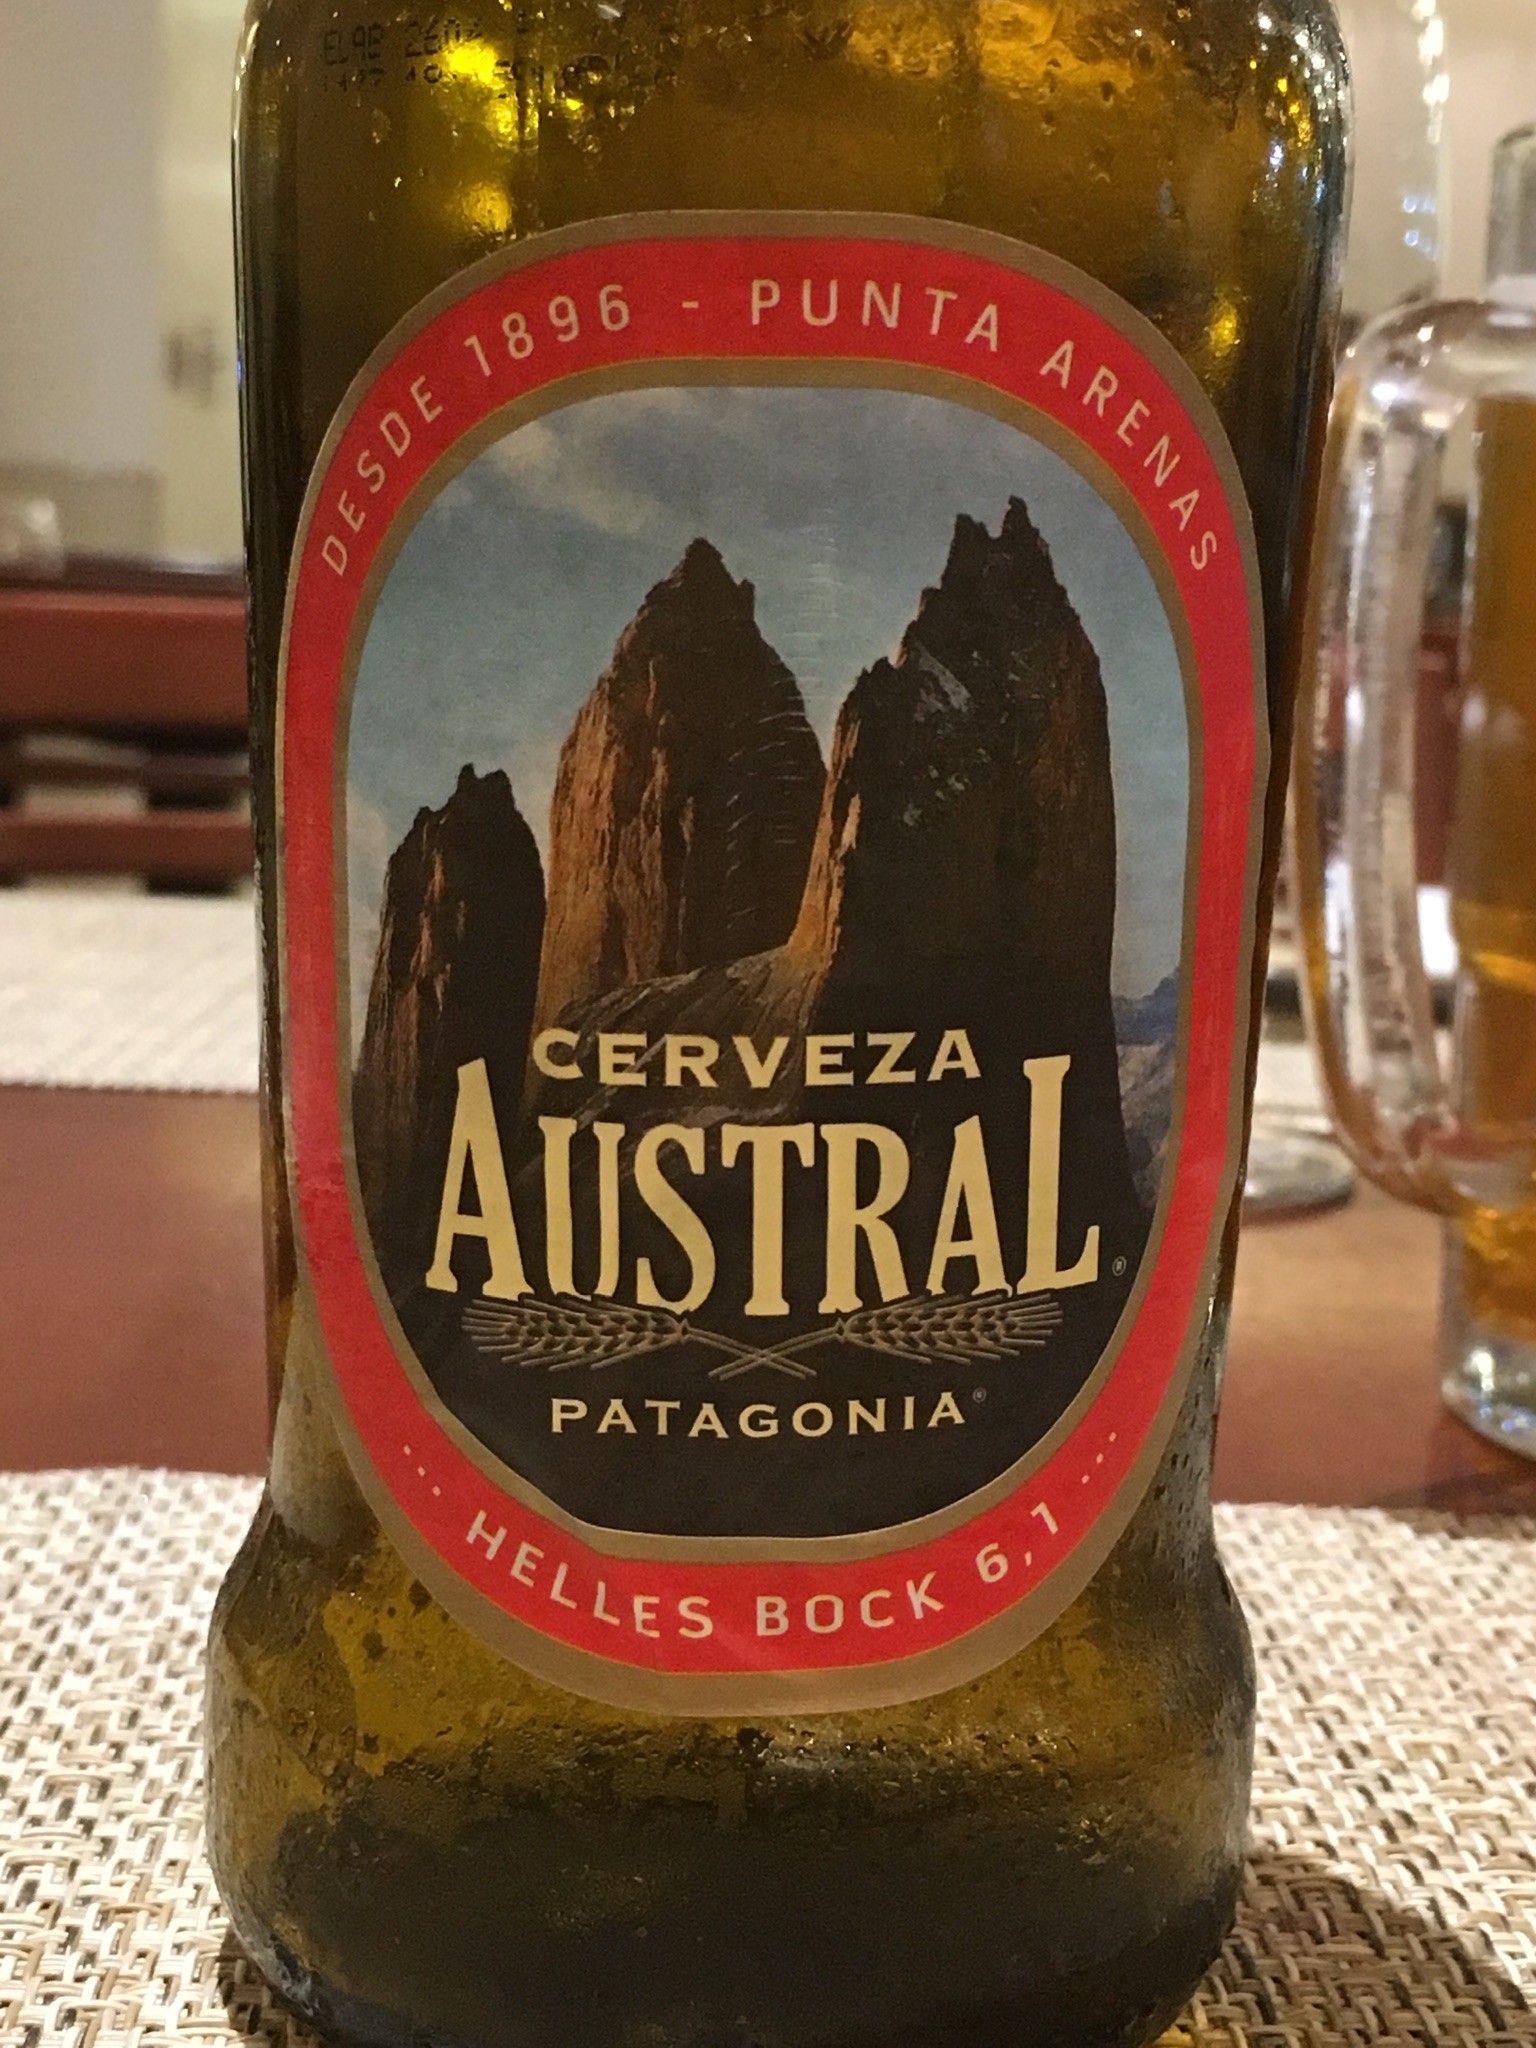 DESDE 1896 - PUNTA ARENAS
CERVEZA
AUSTRAL®
PATAGONIA®
... HELLES BOCK 6,1 ...